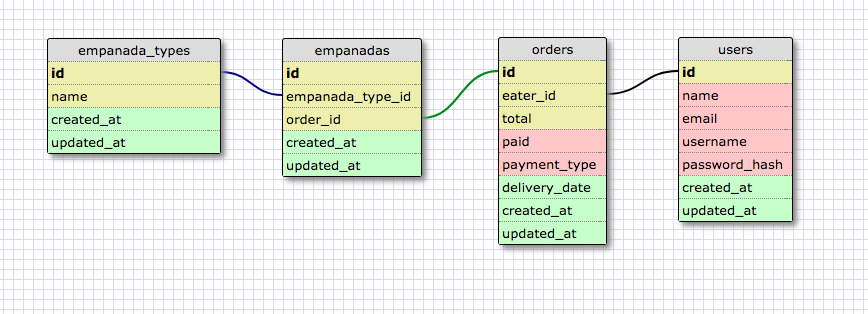 empanada_types
id
name
created_at
updated_at
empanadas
id
empanada_type_id
order_id
created_at
updated_at
orders
id
eater_id
total
paid
payment_type
delivery_date
created_at
updated_at
users
id
name
email
username
password_hash
created_at
updated_at